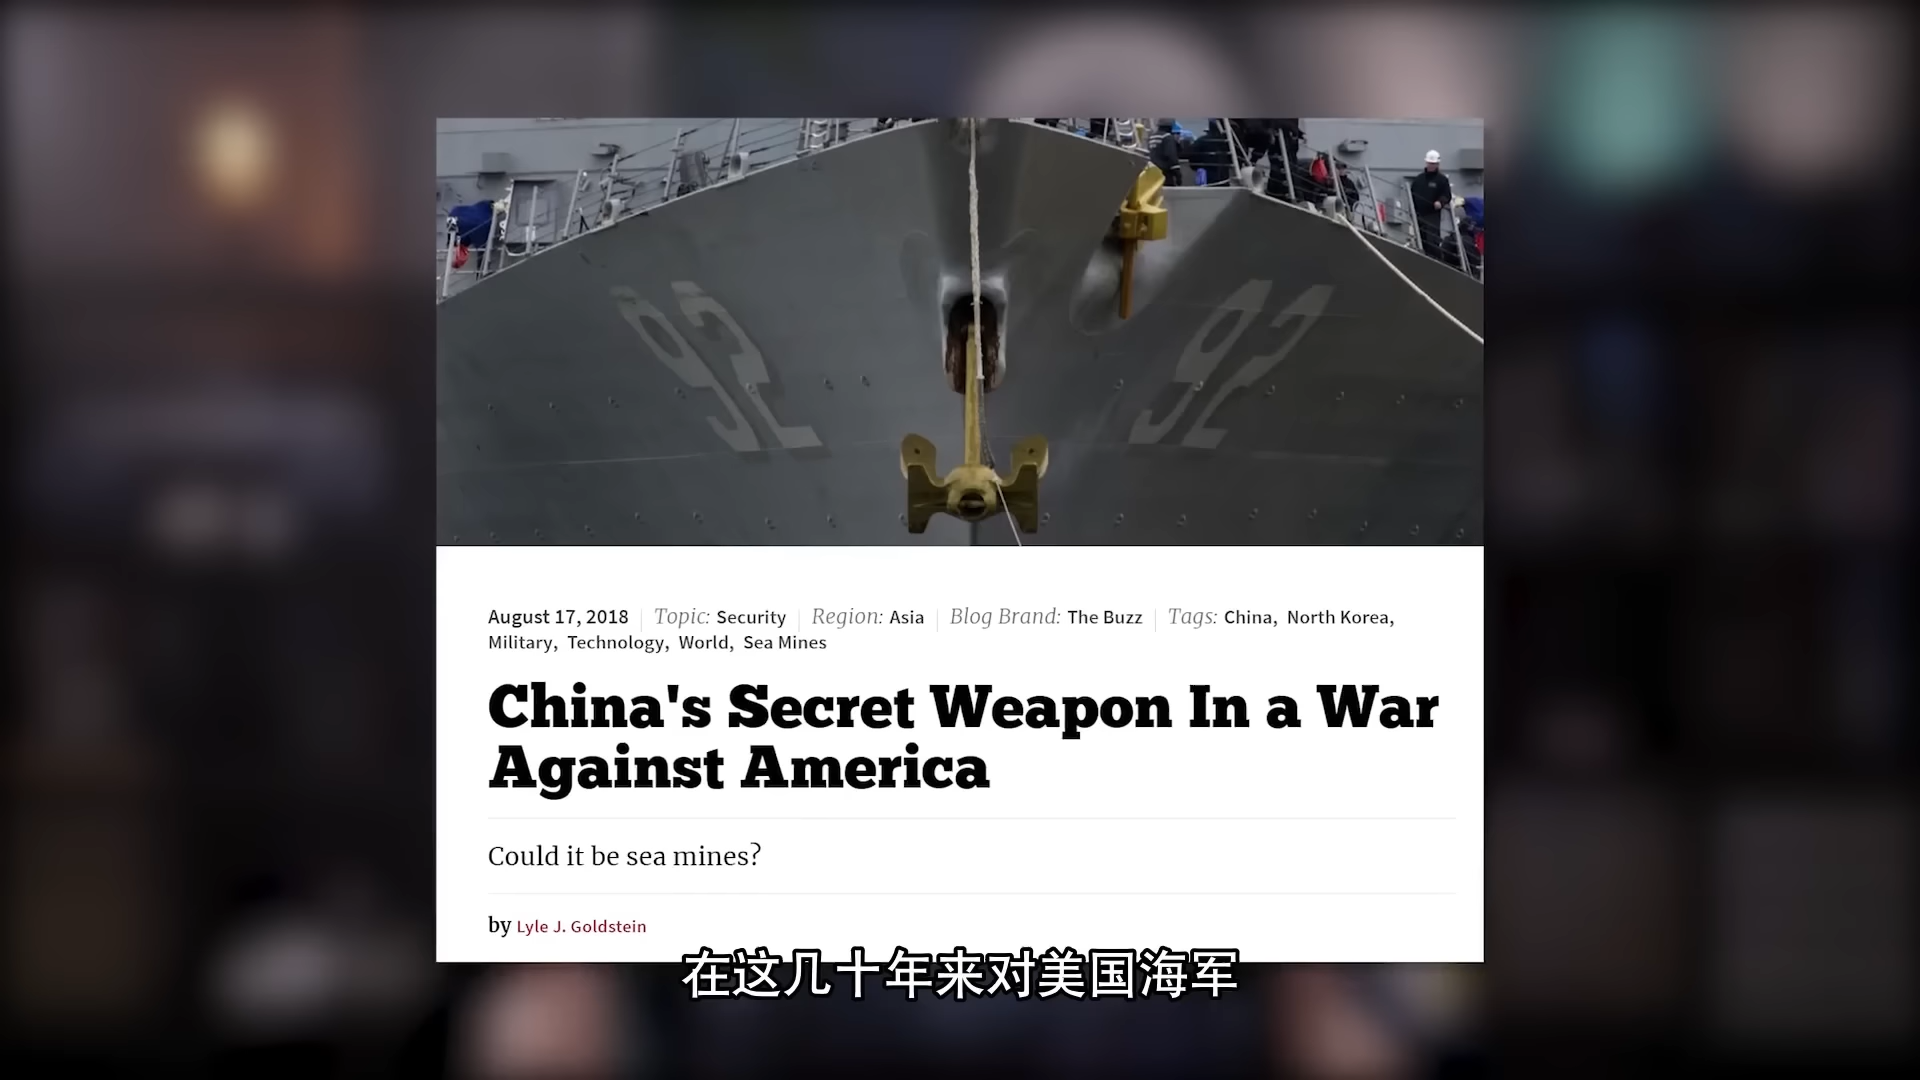 92 92
August 17, 2018 Topic: Security Region: Asia Blog Brand: The Buzz Tags: China, North Korea,
Military, Technology, World, Sea Mines
China's Secret Weapon In a War
Against America
Could it be sea mines?
by Lyle J. Goldstein
在这几十年来对美国海军